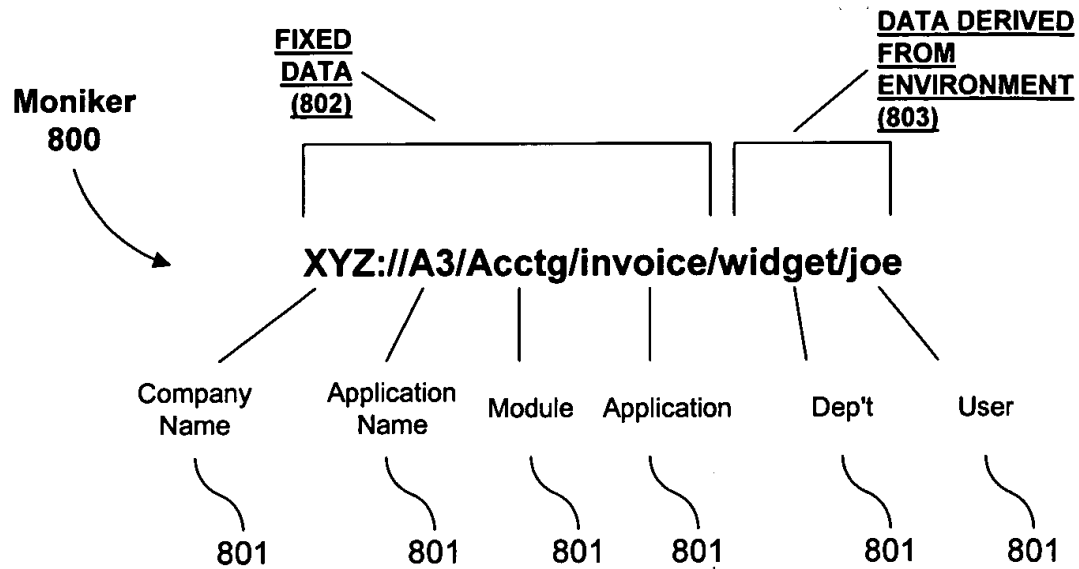 FIXED
DATA
(802)
DATA DERIVED
FROM
ENVIRONMENT
(803)
Moniker
800
XYZ://A3/Acctg/invoice/widget/joe
Company
Name
Application
Name
Module
Application
Dep't
User
801
801
801
801
801
801